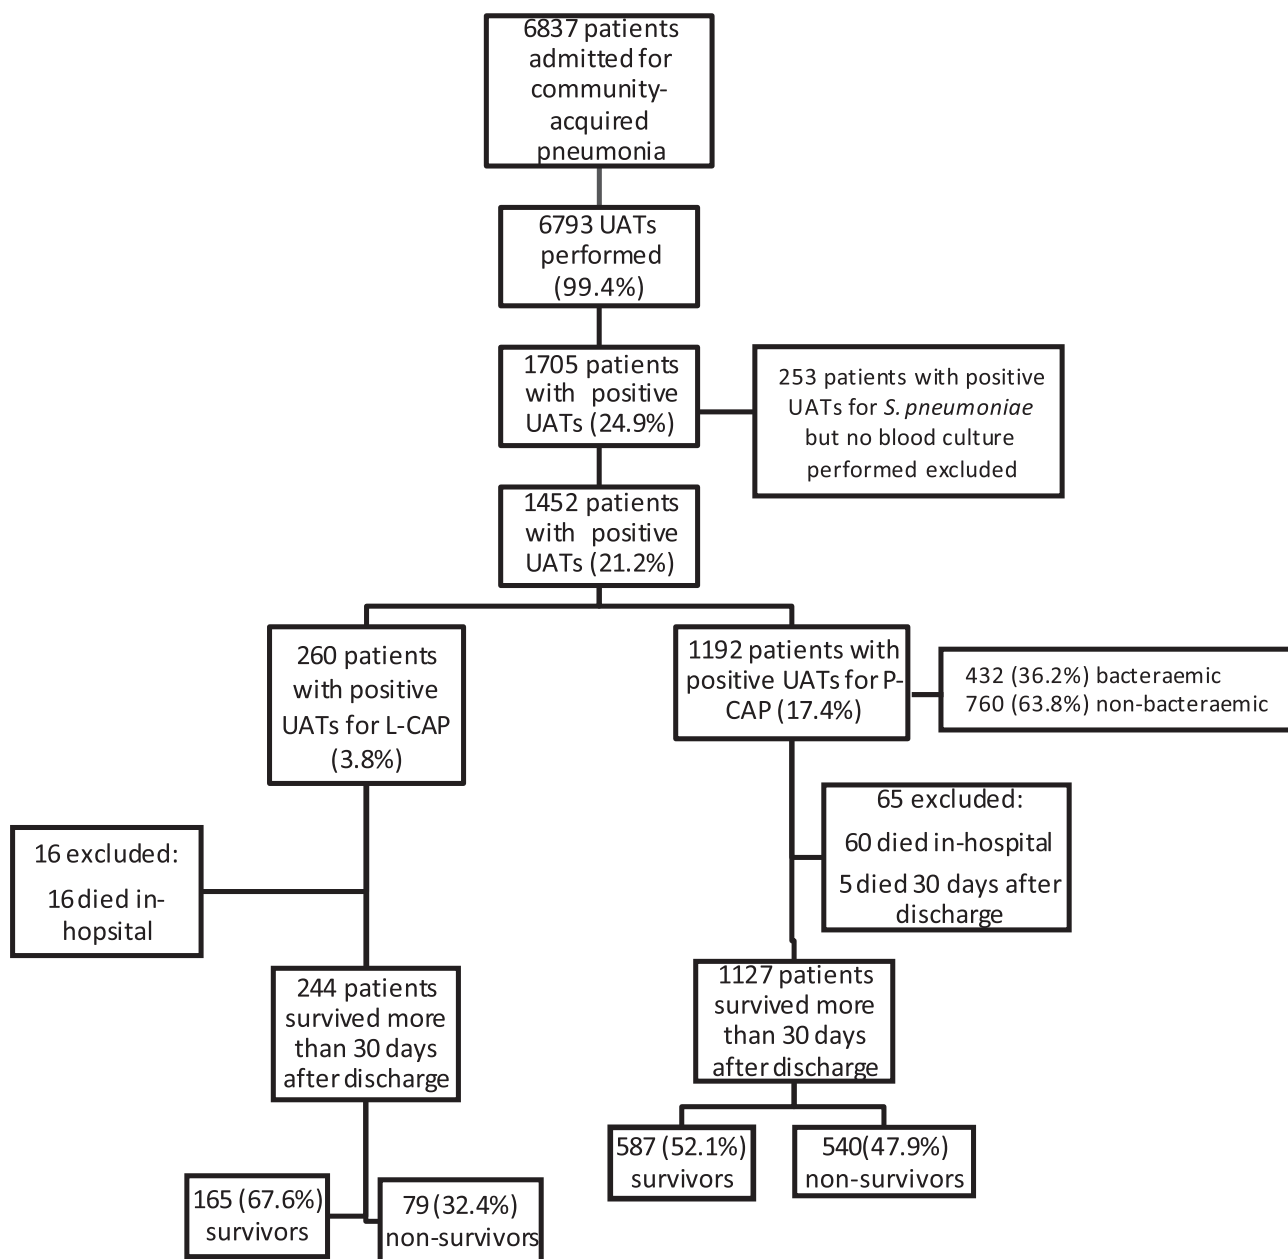 6837 patients
admitted for
community-
acquired
pneumonia
6793 UATs
performed
(99.4%)
1705 patients
with positive
UATs (24.9%)
253 patients with positive
UATs for S. pneumoniae
but no blood culture
performed excluded
1452 patients
with positive
UATs (21.2%)
260 patients
with positive
UATs for L-CAP
(3.8%)
1192 patients with
positive UATs for P-
CAP (17.4%)
432 (36.2%) bacteraemic
760 (63.8%) non-bacteraemic
16 excluded:
16 died in-
hopsital
65 excluded:
60 died in-hospital
5 died 30 days after
discharge
244 patients
survived more
than 30 days
after discharge
1127 patients
survived more
than 30 days
after discharge
165 (67.6%)
survivors
79 (32.4%)
non-survivors
587 (52.1%)
survivors
540(47.9%)
non-survivors